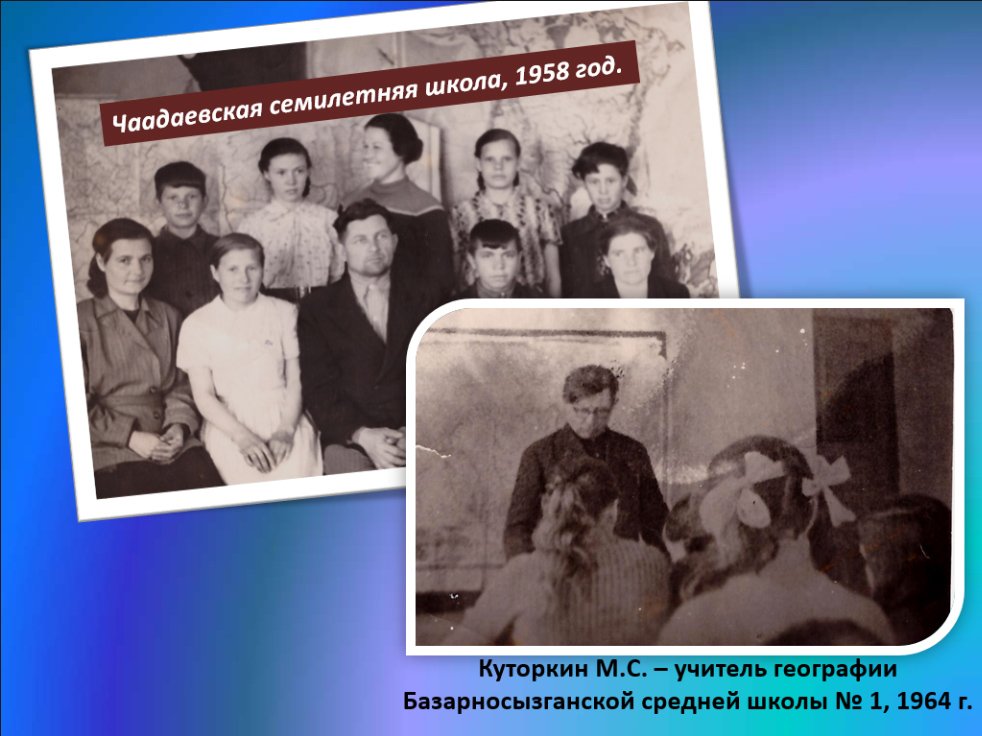 Чаадаевская семилетняя школа, 1958 год.
Куторкин М.С. – учитель географии
Базарносызганской средней школы № 1, 1964 г.